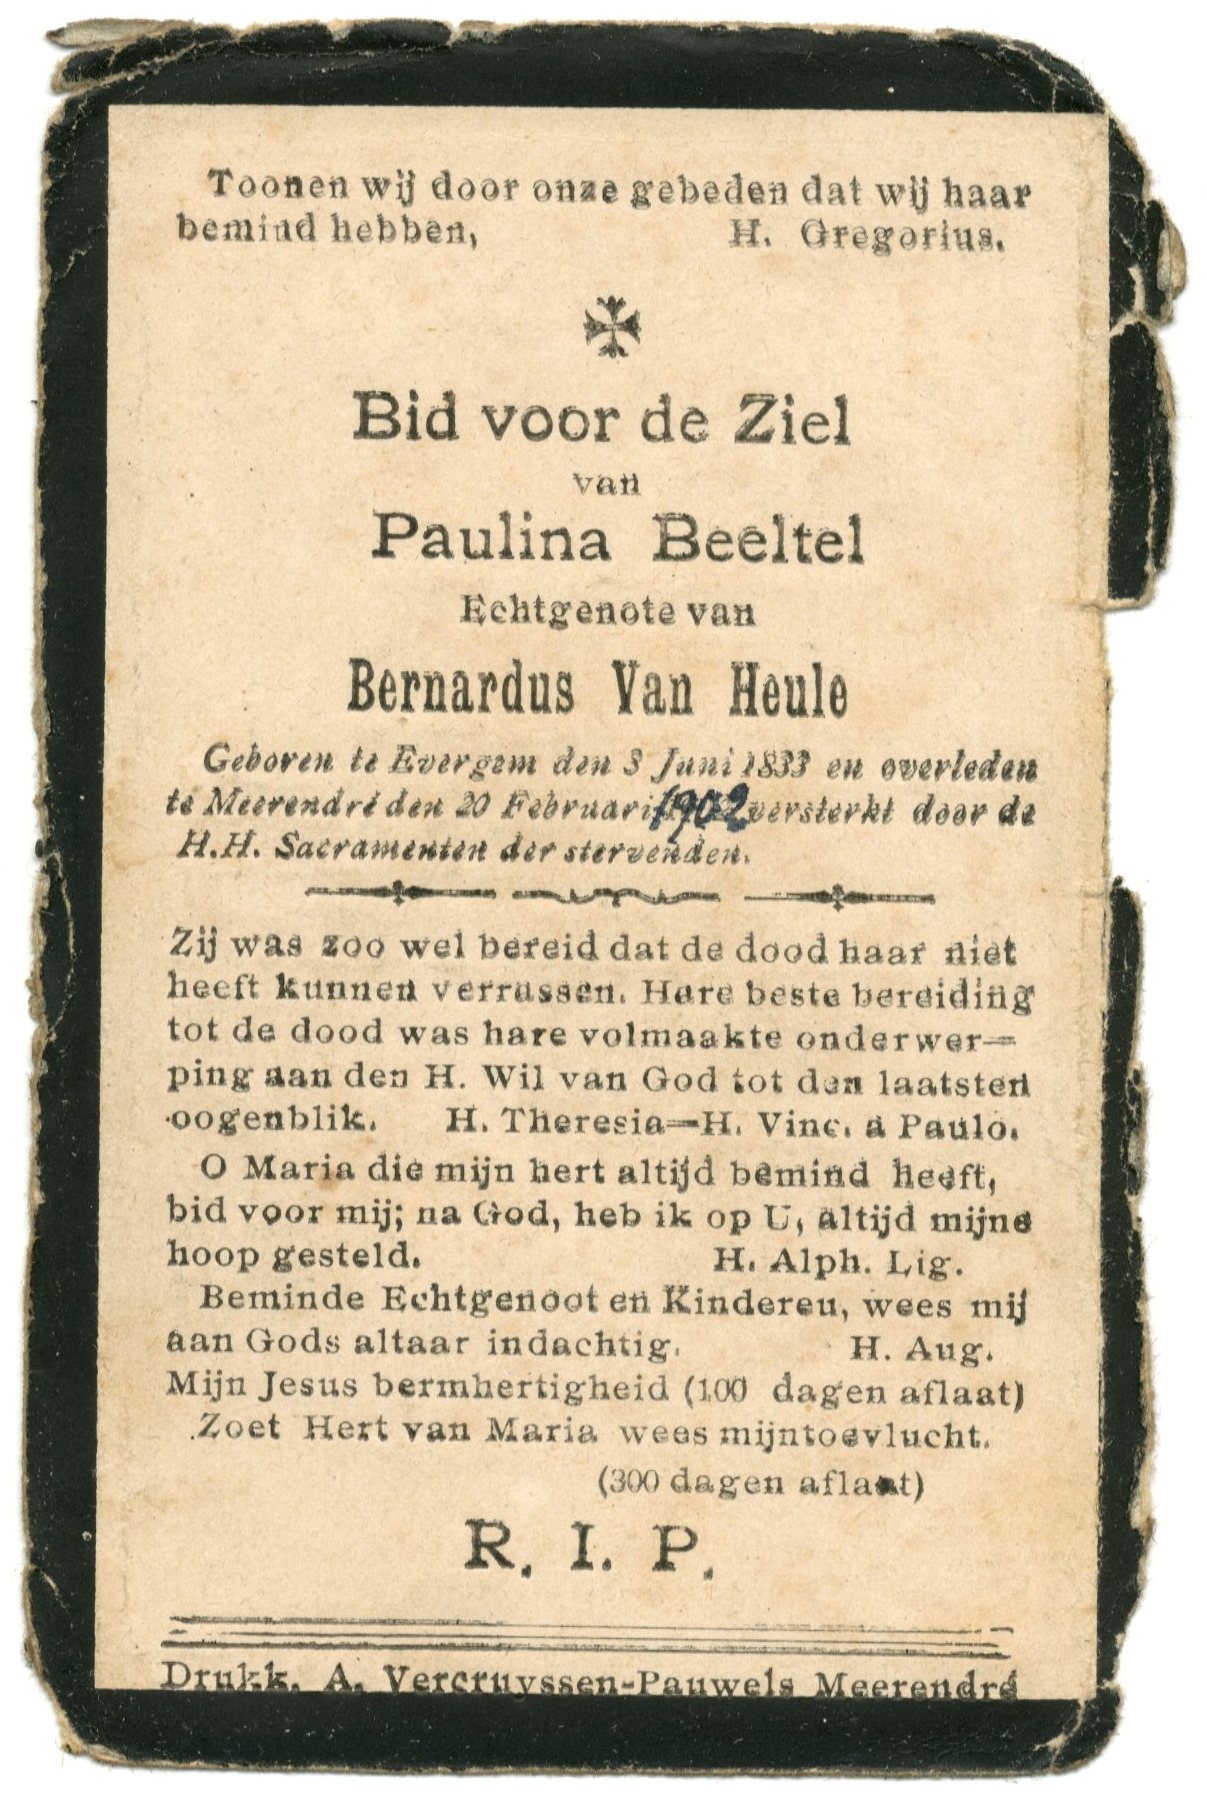 Toonen wij door onze gebeden dat wij haar
bemind hebben, H. Gregorius.
Bid voor de Ziel
van
Paulina Beeltel
Echtgenote van
Bernardus Van Heule
Geboren te Evergem den 3 Juni 1833 en overleden
te Meerendré den 20 Februari 1902 versterkt door de
H.H. Sacramenten der stervenden.
Zij was zoo wel bereid dat de dood haar niet
heeft kunnen verrassen. Hare beste bereiding
tot de dood was hare volmaakte onderwer=
ping aan den H. Wil van God tot den laatsten
oogenblik. H. Theresia=H. Vinc. a Paulo.
O Maria die mijn hert altijd bemind heeft,
bid voor mij; na God, heb ik op U, altijd mijne
hoop gesteld. H. Alph. Lig.
Beminde Echtgenoot en Kindereu, wees mij
aan Gods altaar indachtig. H. Aug.
Mijn Jesus bermhertigheid (100 dagen aflaat)
Zoet Hert van Maria wees mijntoevlucht.
(300 dagen aflaat)
R. I. P.
Drukk. A. Vercruyssen-Pauwels Meerendré